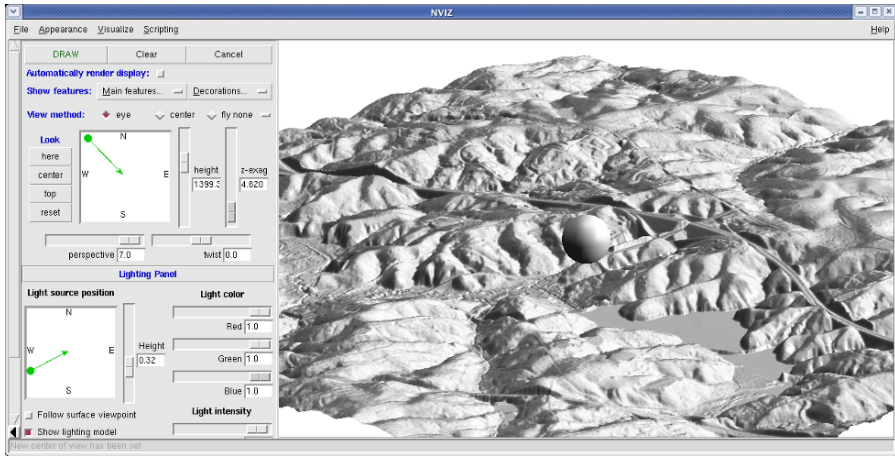 NVIZ
File Appearance Visualize Scripting Help
DRAW Clear Cancel
Automatically render display:
Show features: Main features... Decorations...
View method: eye center fly none
Look
here
center
top
reset
N
W E
S
height
1399.3
z-exag
4.620
perspective 7.0 twist 0.0
Lighting Panel
Light source position
N
W E
S
Height
0.32
Light color
Red 1.0
Green 1.0
Blue 1.0
Follow surface viewpoint
Light intensity
Show lighting model
New center of view has been set